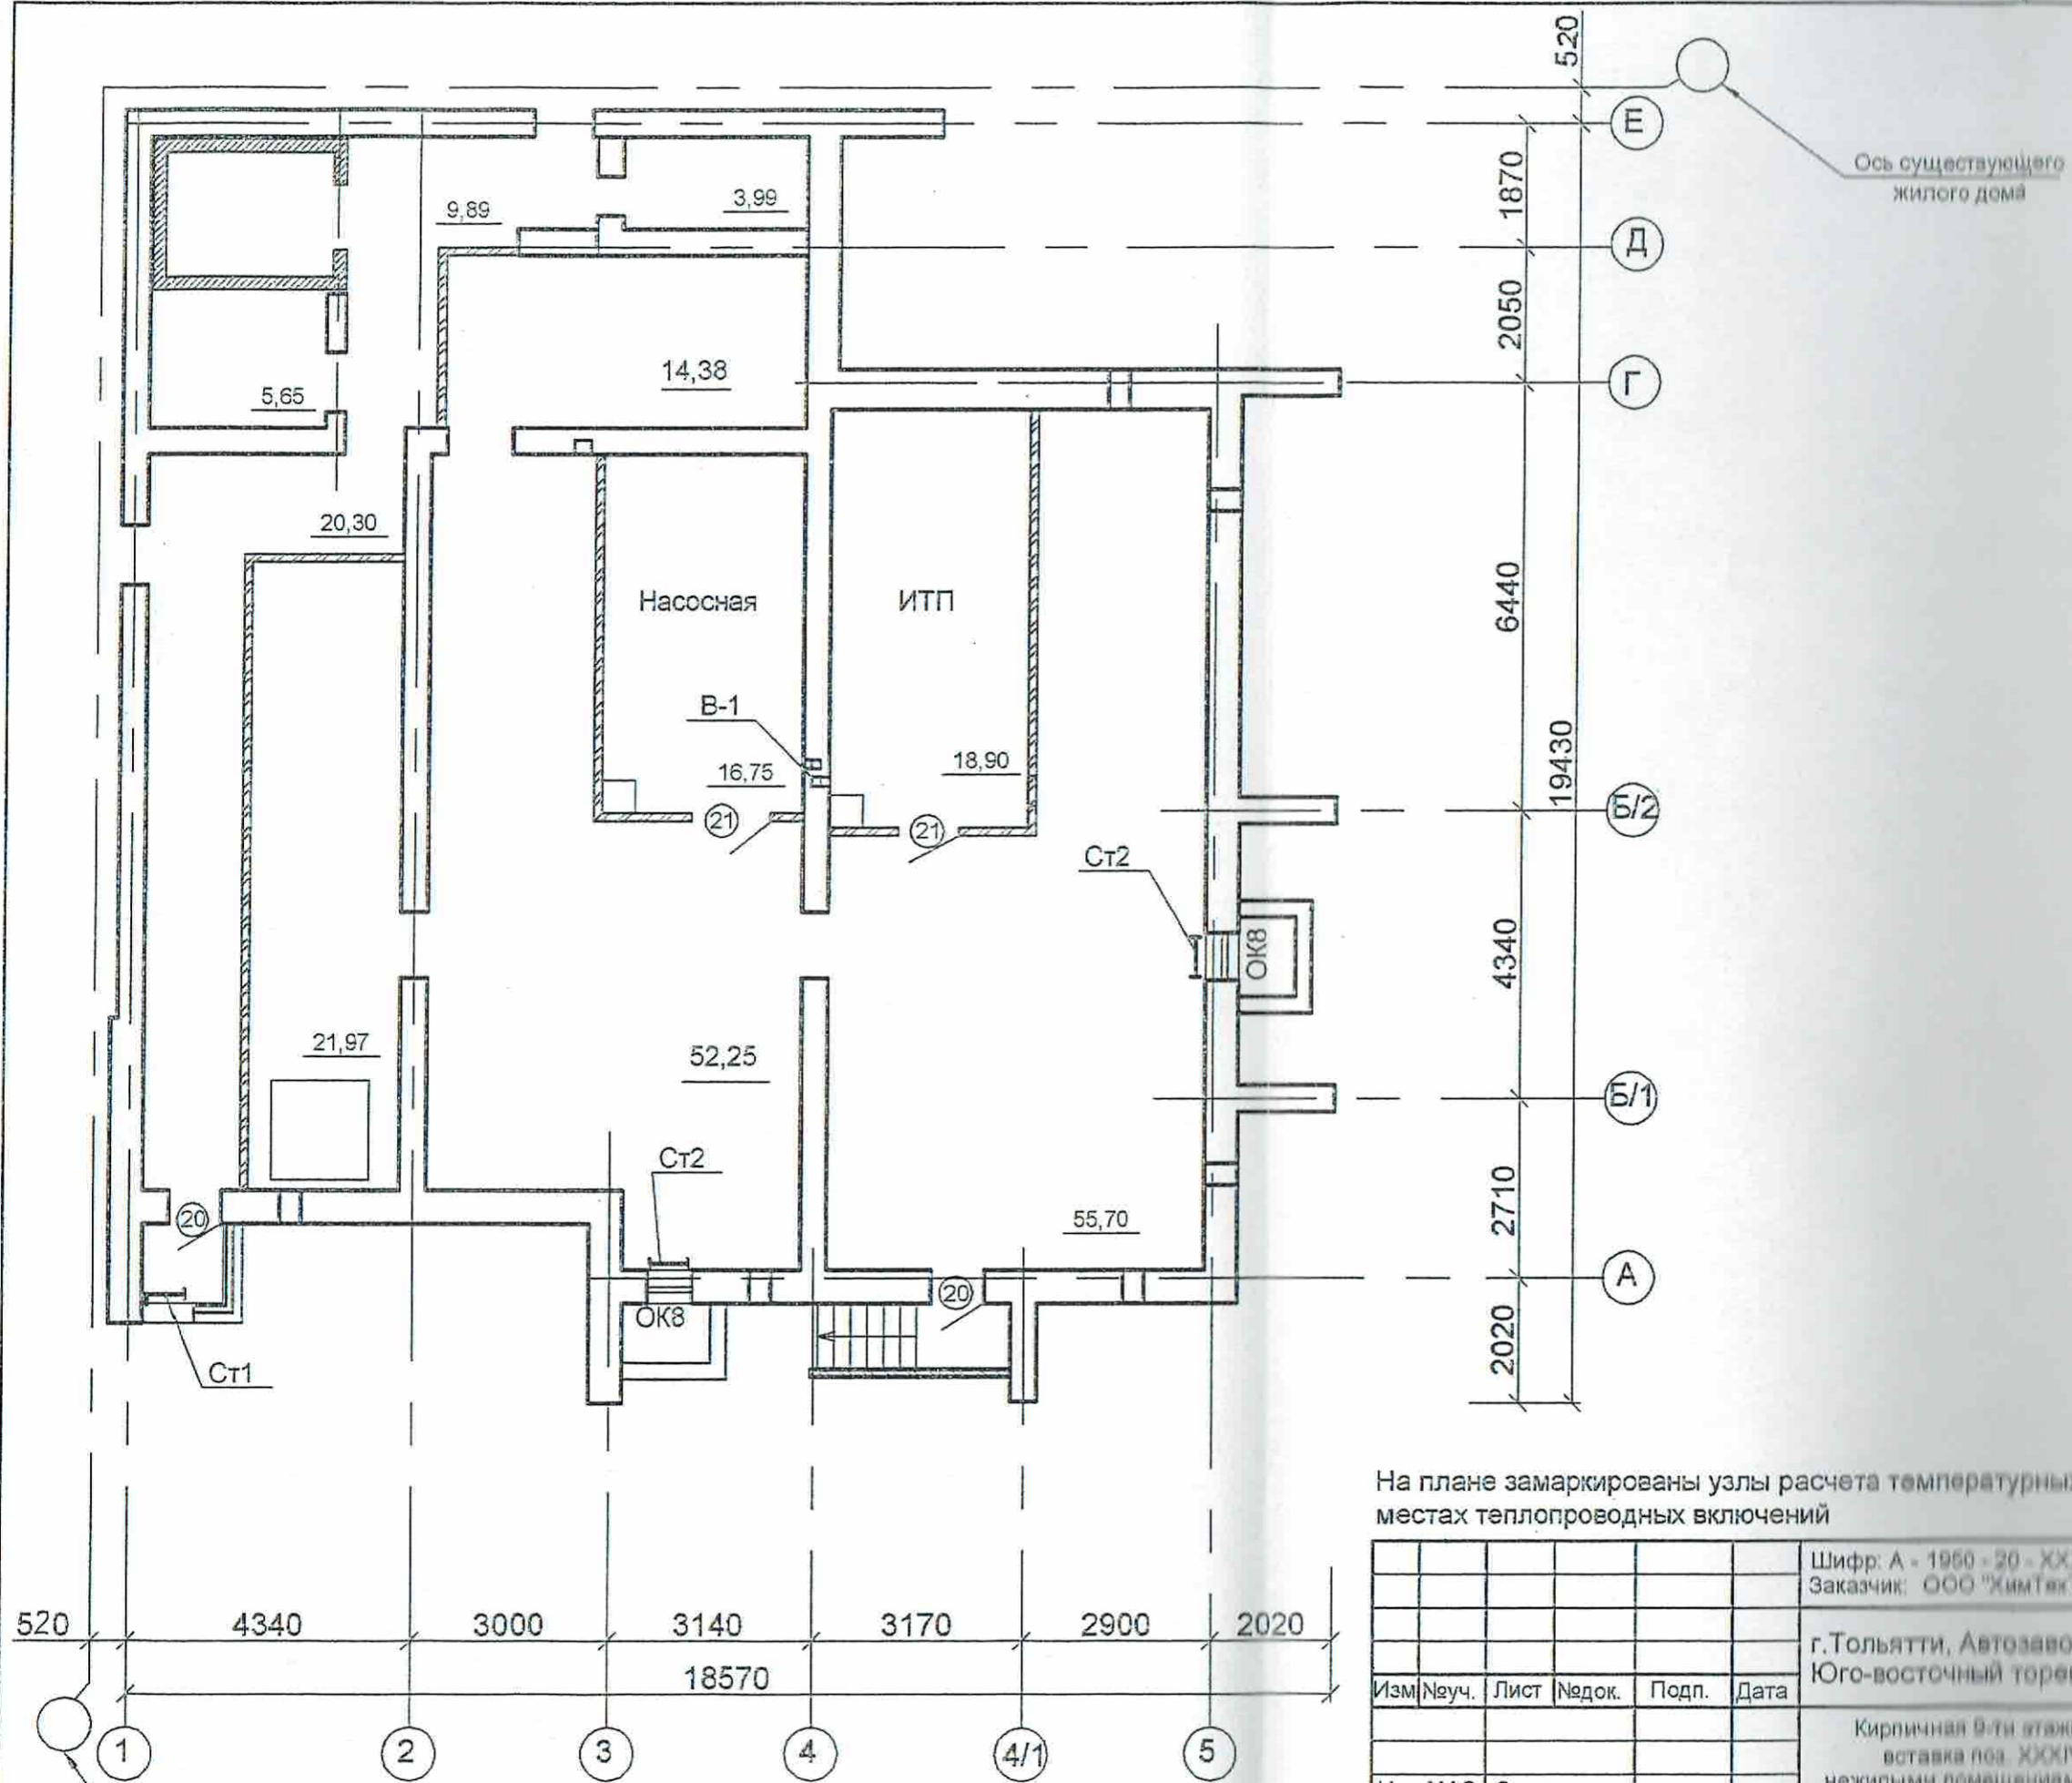 520
Е
Ось существующего
жилого дома
1870
9,89
3,99
Д
2050
14,38
5,65
Г
20,30
6440
Насосная
ИТП
В-1
16,75
18,90
19430
21
21
Б/2
Ст2
ОК8
4340
21,97
52,25
Б/1
Ст2
2710
55,70
20
20
А
ОК8
2020
Ст1
На плане замаркированы узлы расчета температурных
местах теплопроводных включений
Шифр: А - 1950 - 20 - XX
Заказчик: ООО "ХимТех
г.Тольятти, Автозаво
Юго-восточный торе
Изм №уч. Лист №док. Подп. Дата
Кирпичная 9-ти этаж
вставка поз. XXXIV
нежилыми
520 4340 3000 3140 3170 2900 2020
18570
1 2 3 4 4/1 5